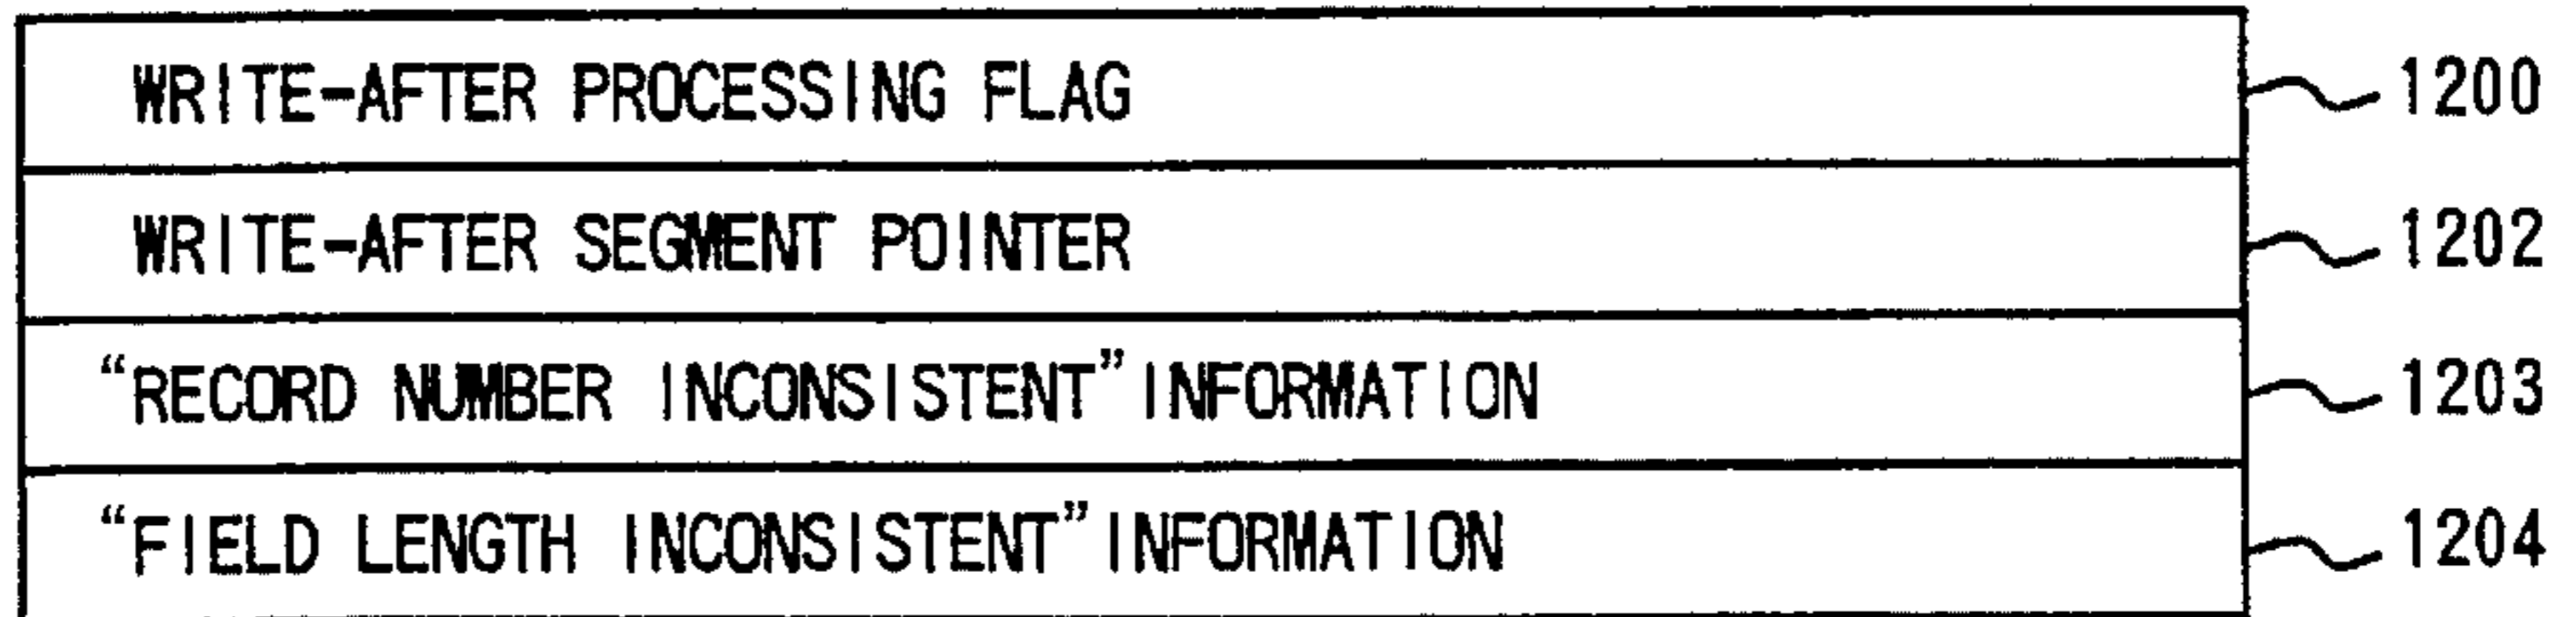 WRITE-AFTER PROCESSING FLAG 1200
WRITE-AFTER SEGMENT POINTER 1202
“RECORD NUMBER INCONSISTENT” INFORMATION 1203
“FIELD LENGTH INCONSISTENT” INFORMATION 1204